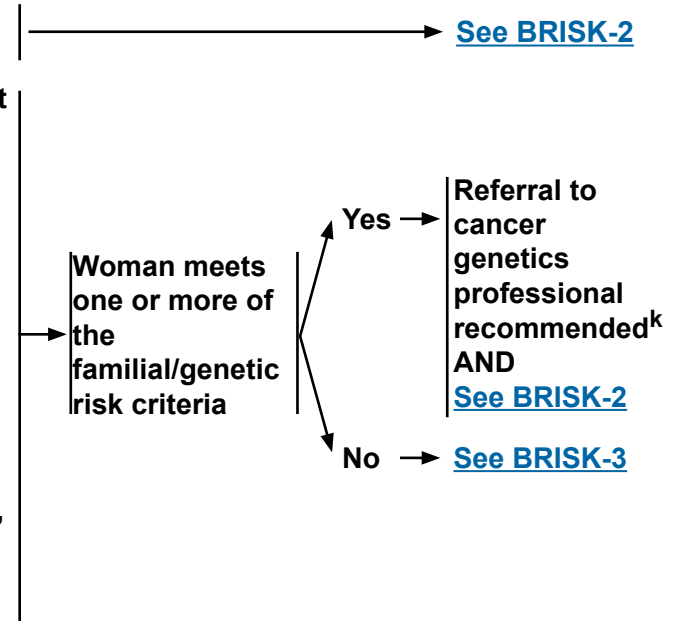 See BRISK-2
t
Woman meets
one or more of
the
familial/genetic
risk criteria
Yes
Referral to
cancer
genetics
professional
recommendedᵏ
AND
See BRISK-2
No
See BRISK-3
,